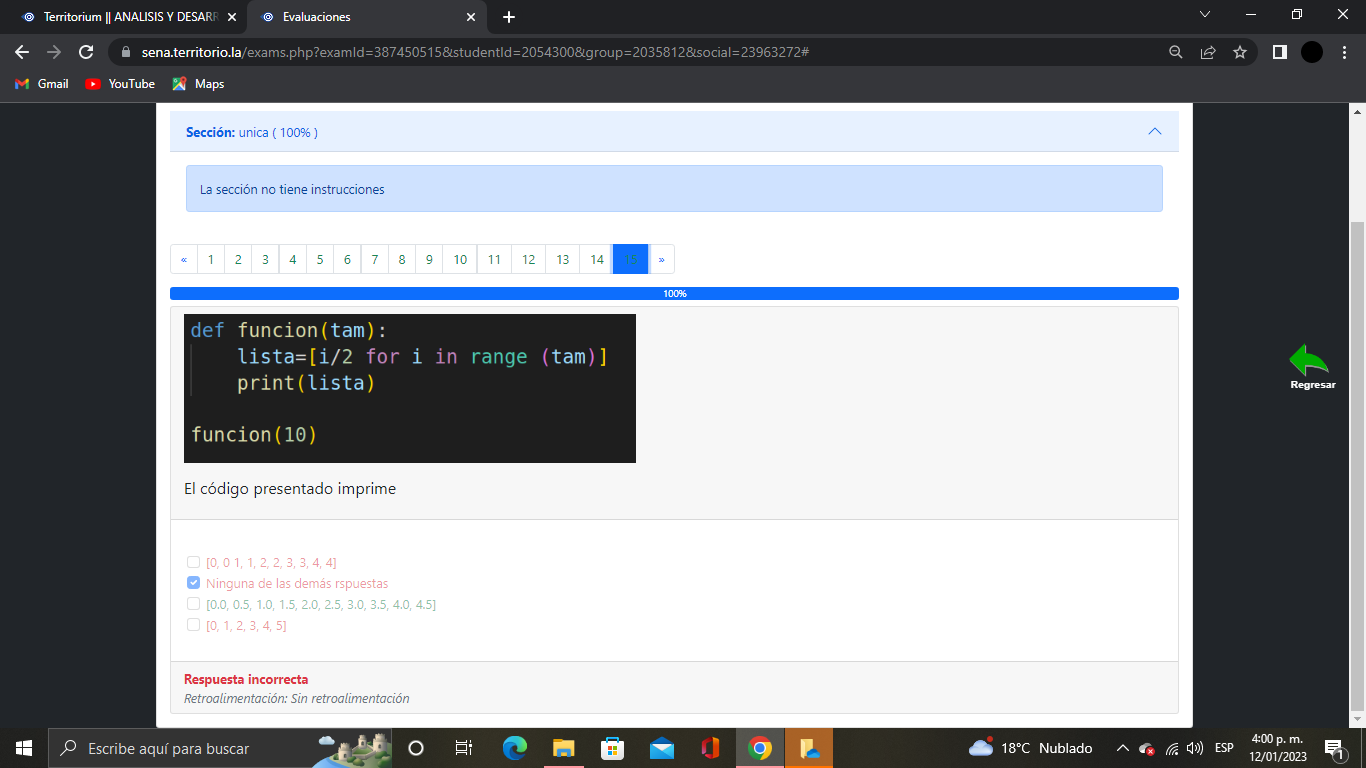 Territorium || ANALISIS Y DESARR
Evaluaciones
sena.territorio.la/exams.php?examId=387450515&studentId=2054300&group=2035812&social=23963272#
Gmail YouTube Maps
Sección: unica ( 100% )
La sección no tiene instrucciones
« 1 2 3 4 5 6 7 8 9 10 11 12 13 14 15 »
100%
def funcion(tam):
lista=[i/2 for i in range (tam)]
print(lista)
funcion(10)
Regresar
El código presentado imprime
[0, 0 1, 1, 2, 2, 3, 3, 4, 4]
Ninguna de las demás rspuestas
[0.0, 0.5, 1.0, 1.5, 2.0, 2.5, 3.0, 3.5, 4.0, 4.5]
[0, 1, 2, 3, 4, 5]
Respuesta incorrecta
Retroalimentación: Sin retroalimentación
Escribe aquí para buscar
18°C Nublado
ESP
4:00 p. m.
12/01/2023
1